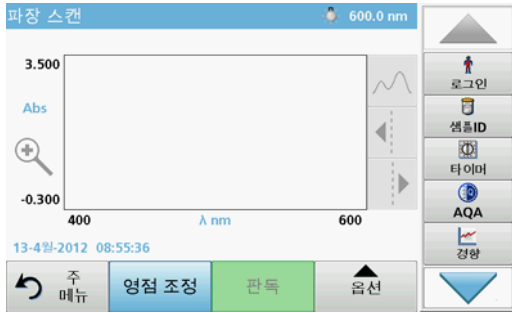 파장 스캔
600.0 nm
3.500
Abs
-0.300
400
λ nm
600
13-4월-2012 08:55:36
주
메뉴
영점 조정
판독
옵션
로그인
샘플ID
타이머
AQA
경향